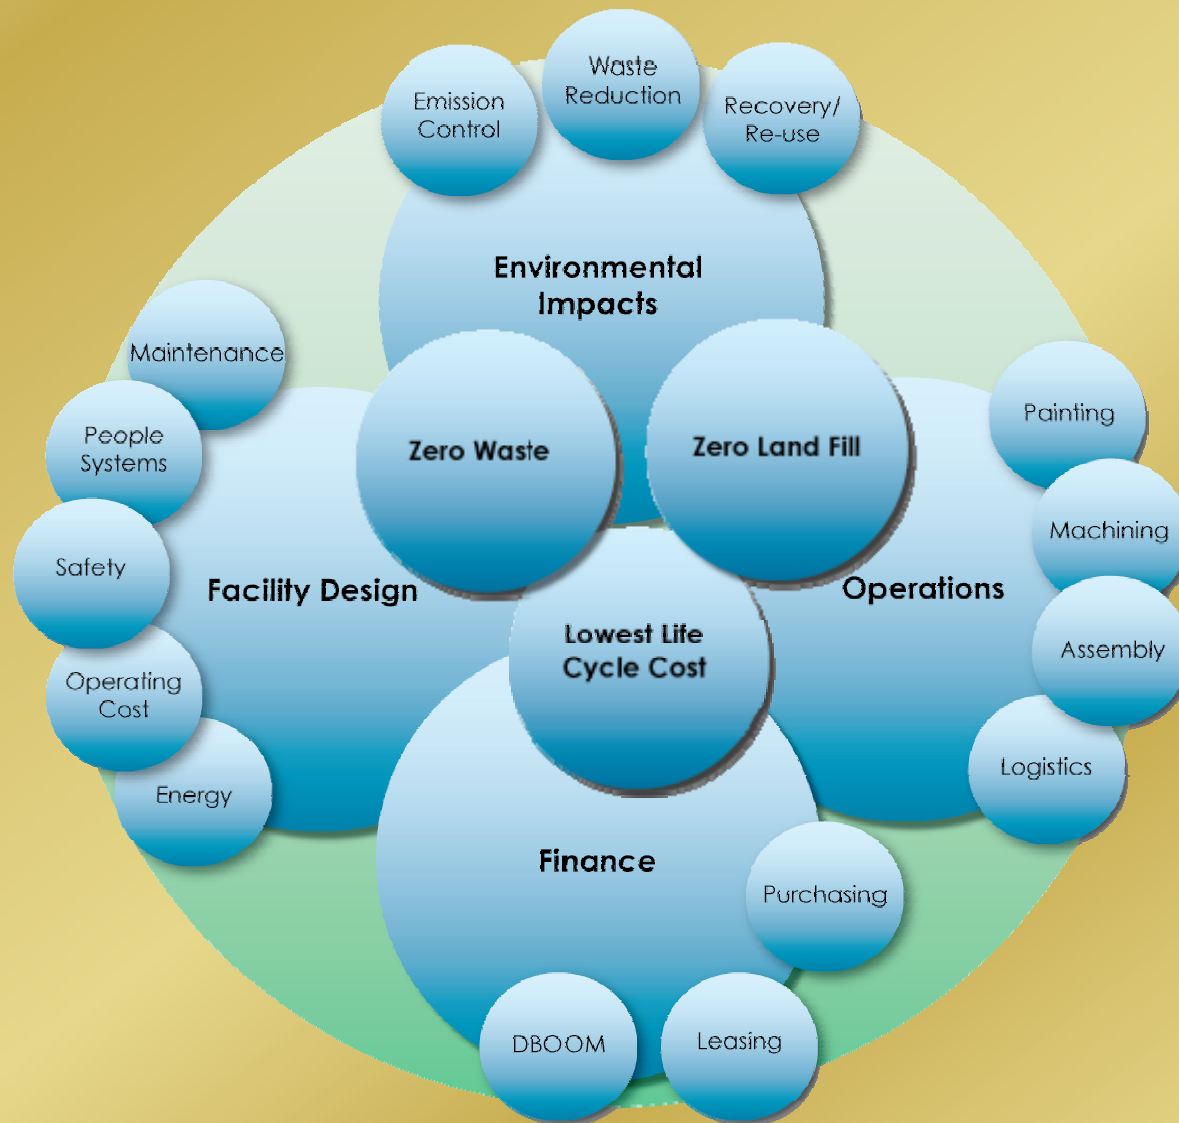 Waste
Reduction
Emission
Control
Recovery/
Re-use
Environmental
Impacts
Maintenance
People
Systems
Safety
Operating
Cost
Energy
Facility Design
Zero Waste
Zero Land Fill
Lowest Life
Cycle Cost
Operations
Painting
Machining
Assembly
Logistics
Finance
Purchasing
DBOOM
Leasing